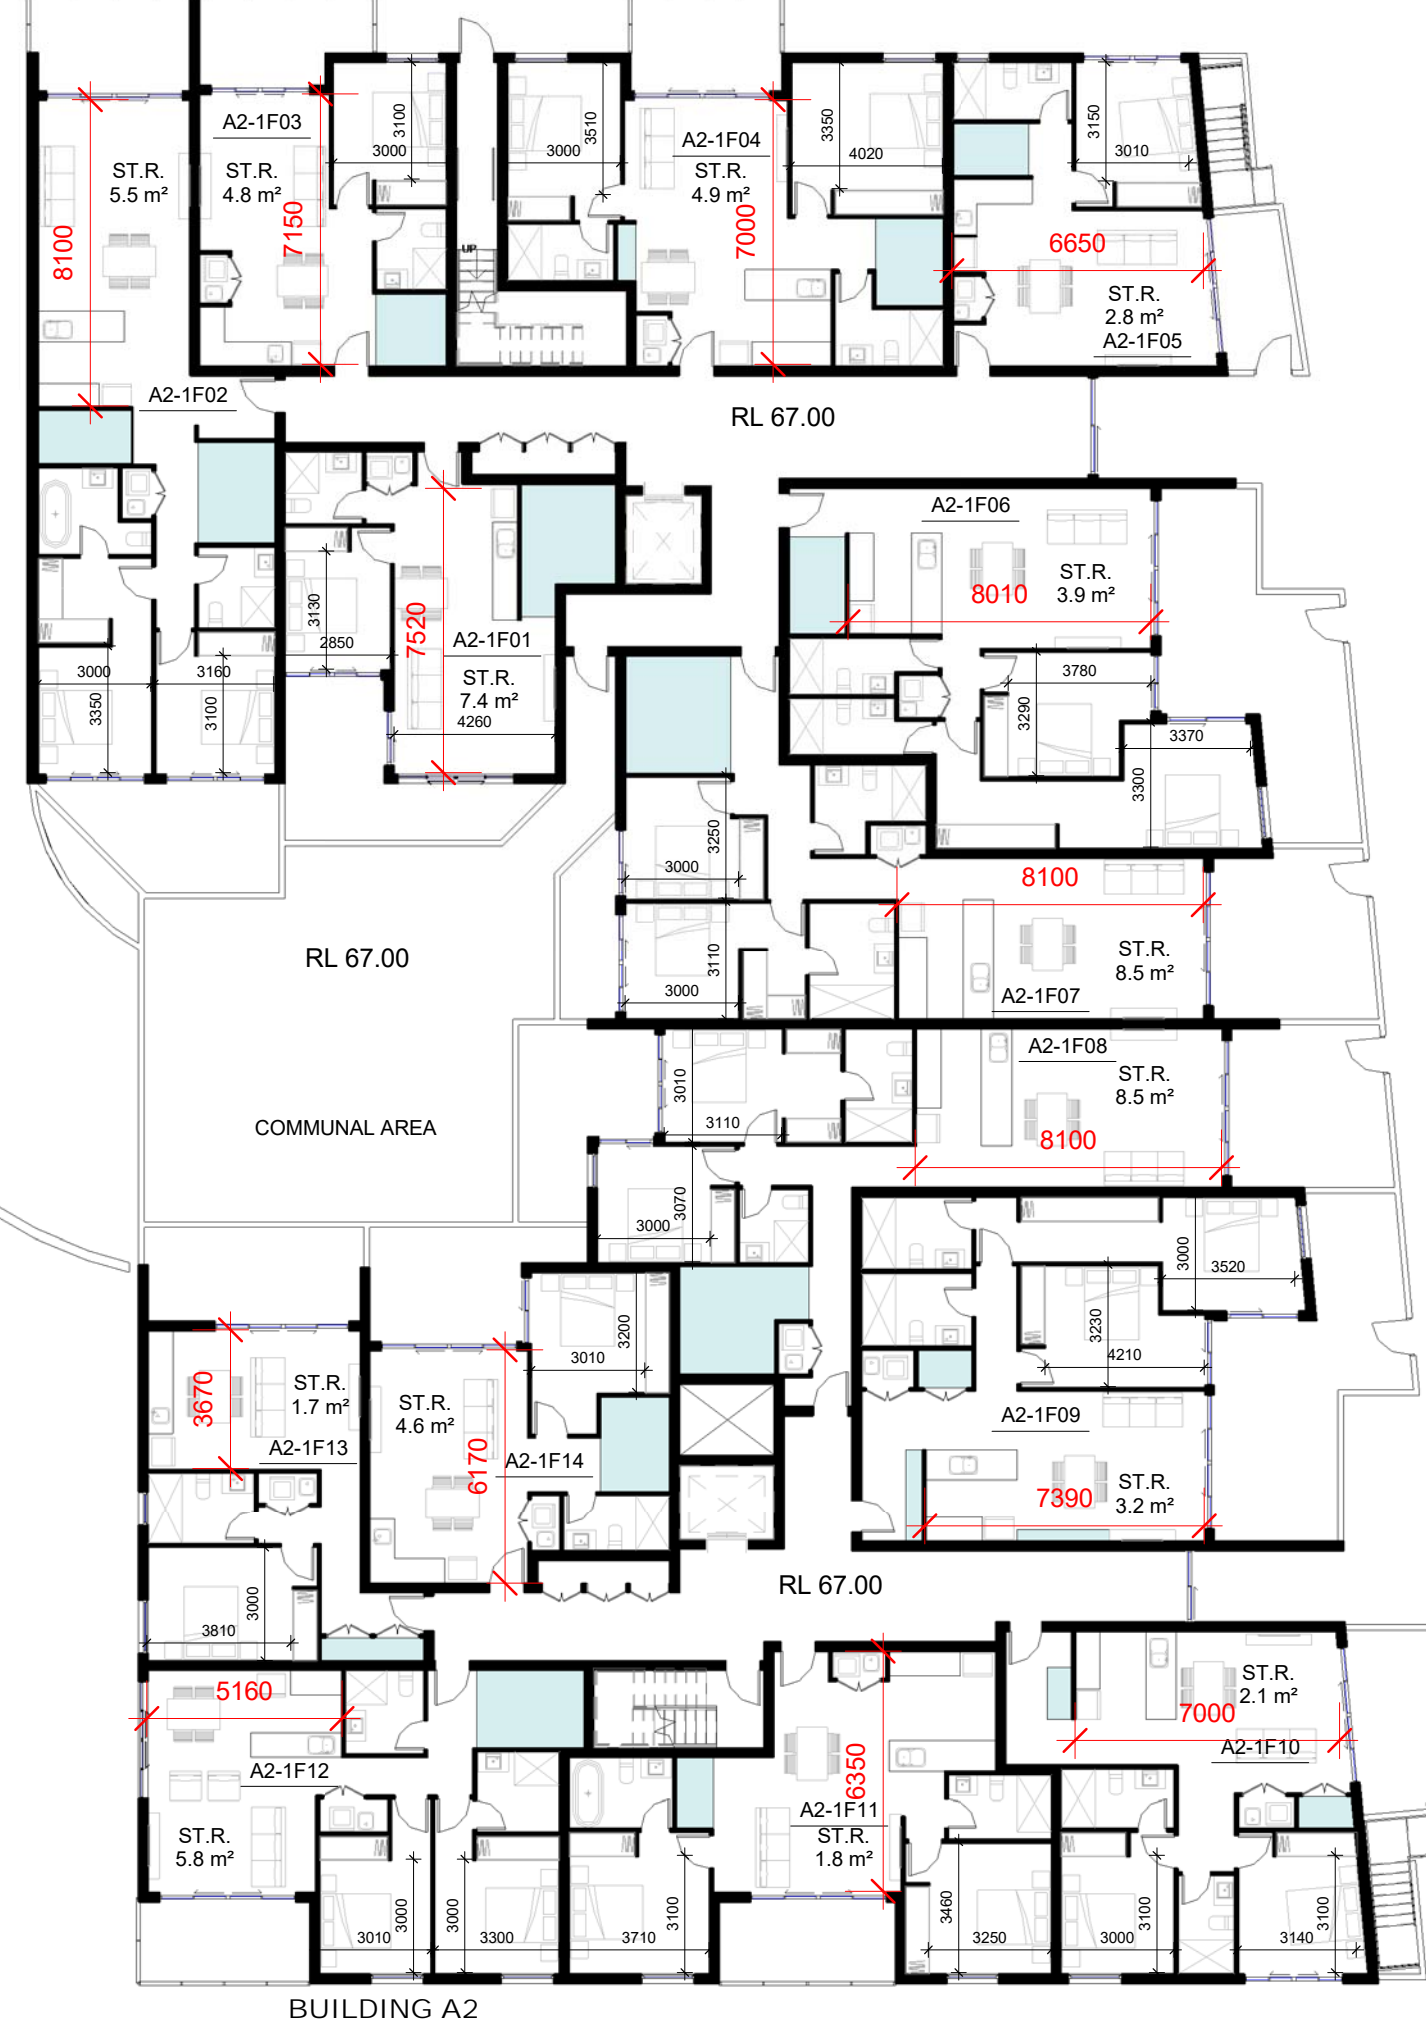 A2-1F03
ST.R.
4.8 m²
7150
3100
3000
ST.R.
5.5 m²
8100
A2-1F02
3510
3000
A2-1F04
ST.R.
4.9 m²
7000
3350
4020
UP
3150
3010
6650
ST.R.
2.8 m²
A2-1F05
RL 67.00
3130
2850
7520
A2-1F01
ST.R.
7.4 m²
4260
3000
3350
3160
3100
A2-1F06
ST.R.
3.9 m²
8010
3780
3290
3370
3300
3250
3000
8100
3110
3000
ST.R.
8.5 m²
A2-1F07
RL 67.00
COMMUNAL AREA
A2-1F08
ST.R.
8.5 m²
8100
3010
3110
3070
3000
3000
3520
3230
4210
A2-1F09
ST.R.
3.2 m²
7390
3200
3010
3670
ST.R.
1.7 m²
A2-1F13
ST.R.
4.6 m²
6170
A2-1F14
3000
3810
RL 67.00
5160
A2-1F12
ST.R.
5.8 m²
3000
3010
3000
3300
3100
3710
6350
A2-1F11
ST.R.
1.8 m²
3460
3250
ST.R.
2.1 m²
7000
A2-1F10
3100
3000
3100
3140
BUILDING A2